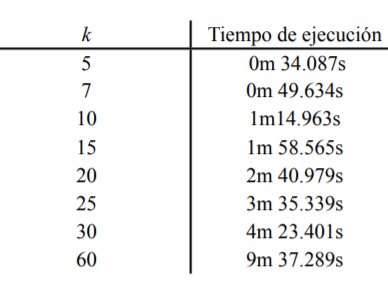 k Tiempo de ejecución
5 0m 34.087s
7 0m 49.634s
10 1m14.963s
15 1m 58.565s
20 2m 40.979s
25 3m 35.339s
30 4m 23.401s
60 9m 37.289s